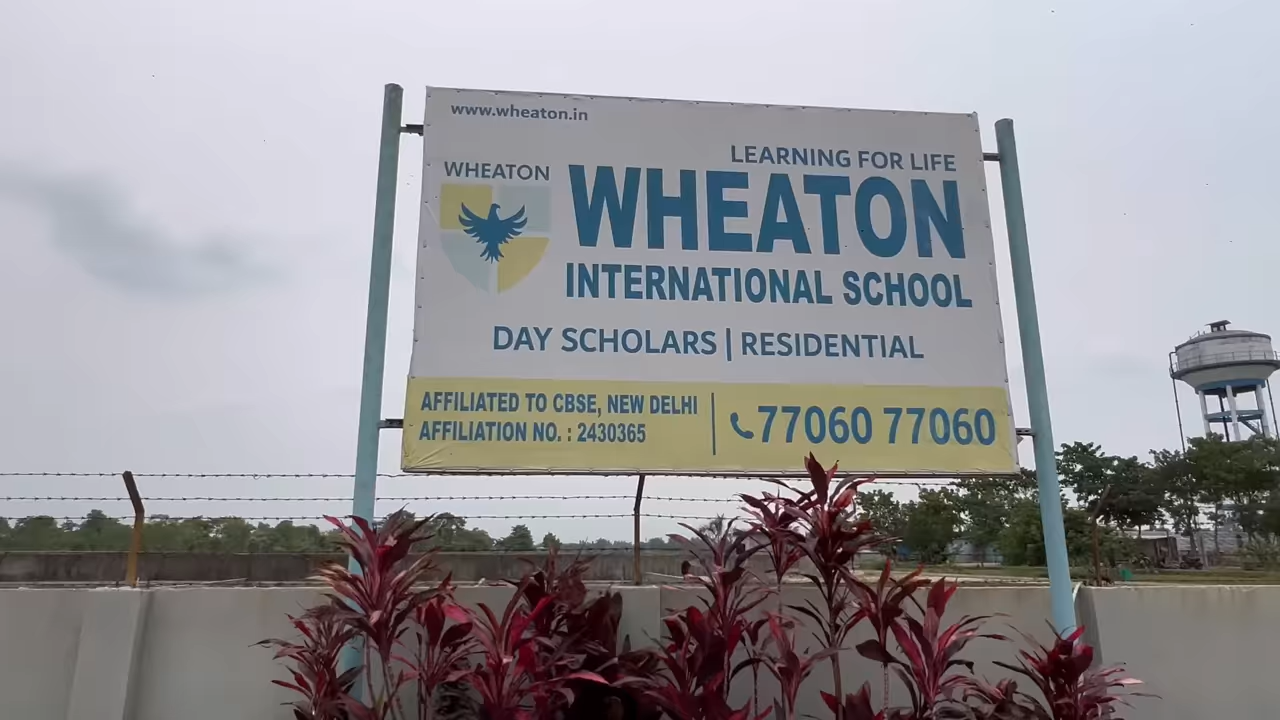 www.wheaton.in
LEARNING FOR LIFE
WHEATON
WHEATON
INTERNATIONAL SCHOOL
DAY SCHOLARS | RESIDENTIAL
AFFILIATED TO CBSE, NEW DELHI
AFFILIATION NO. : 2430365
77060 77060